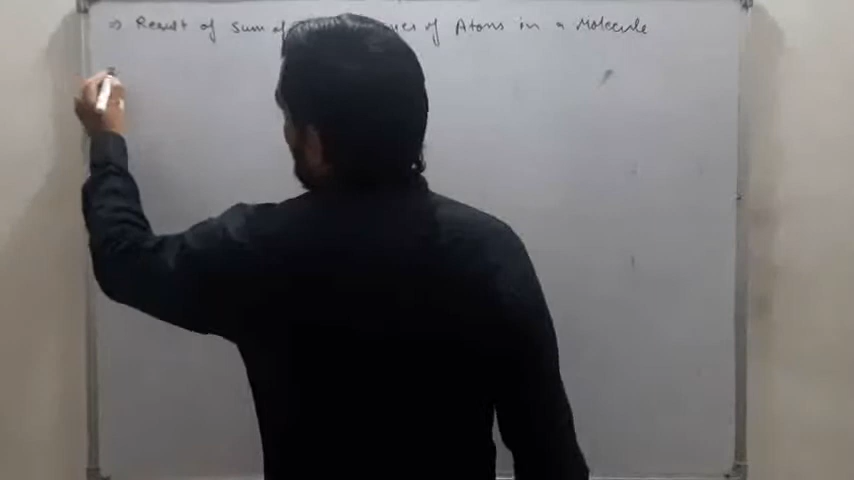 => Result of Sum of of Atoms in a Molecule